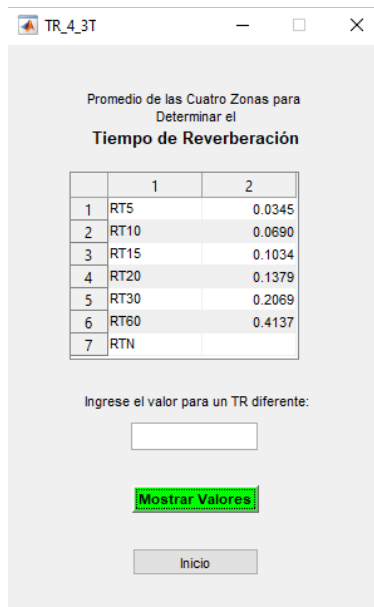 TR_4_3T
Promedio de las Cuatro Zonas para
Determinar el
Tiempo de Reverberación
1 2
1 RT5 0.0345
2 RT10 0.0690
3 RT15 0.1034
4 RT20 0.1379
5 RT30 0.2069
6 RT60 0.4137
7 RTN
Ingrese el valor para un TR diferente:
Mostrar Valores
Inicio